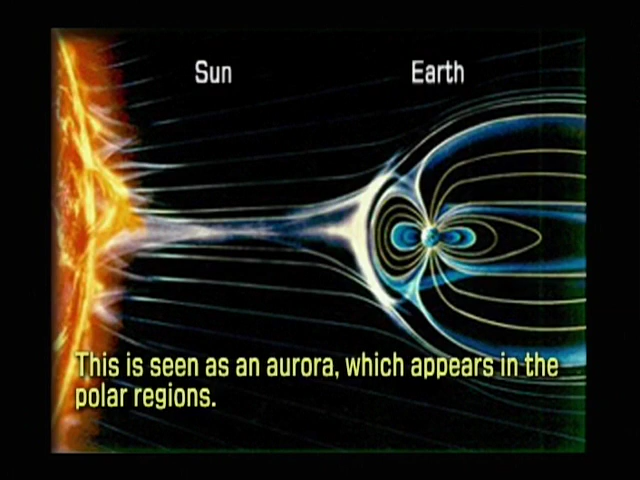 Sun Earth
This is seen as an aurora, which appears in the
polar regions.